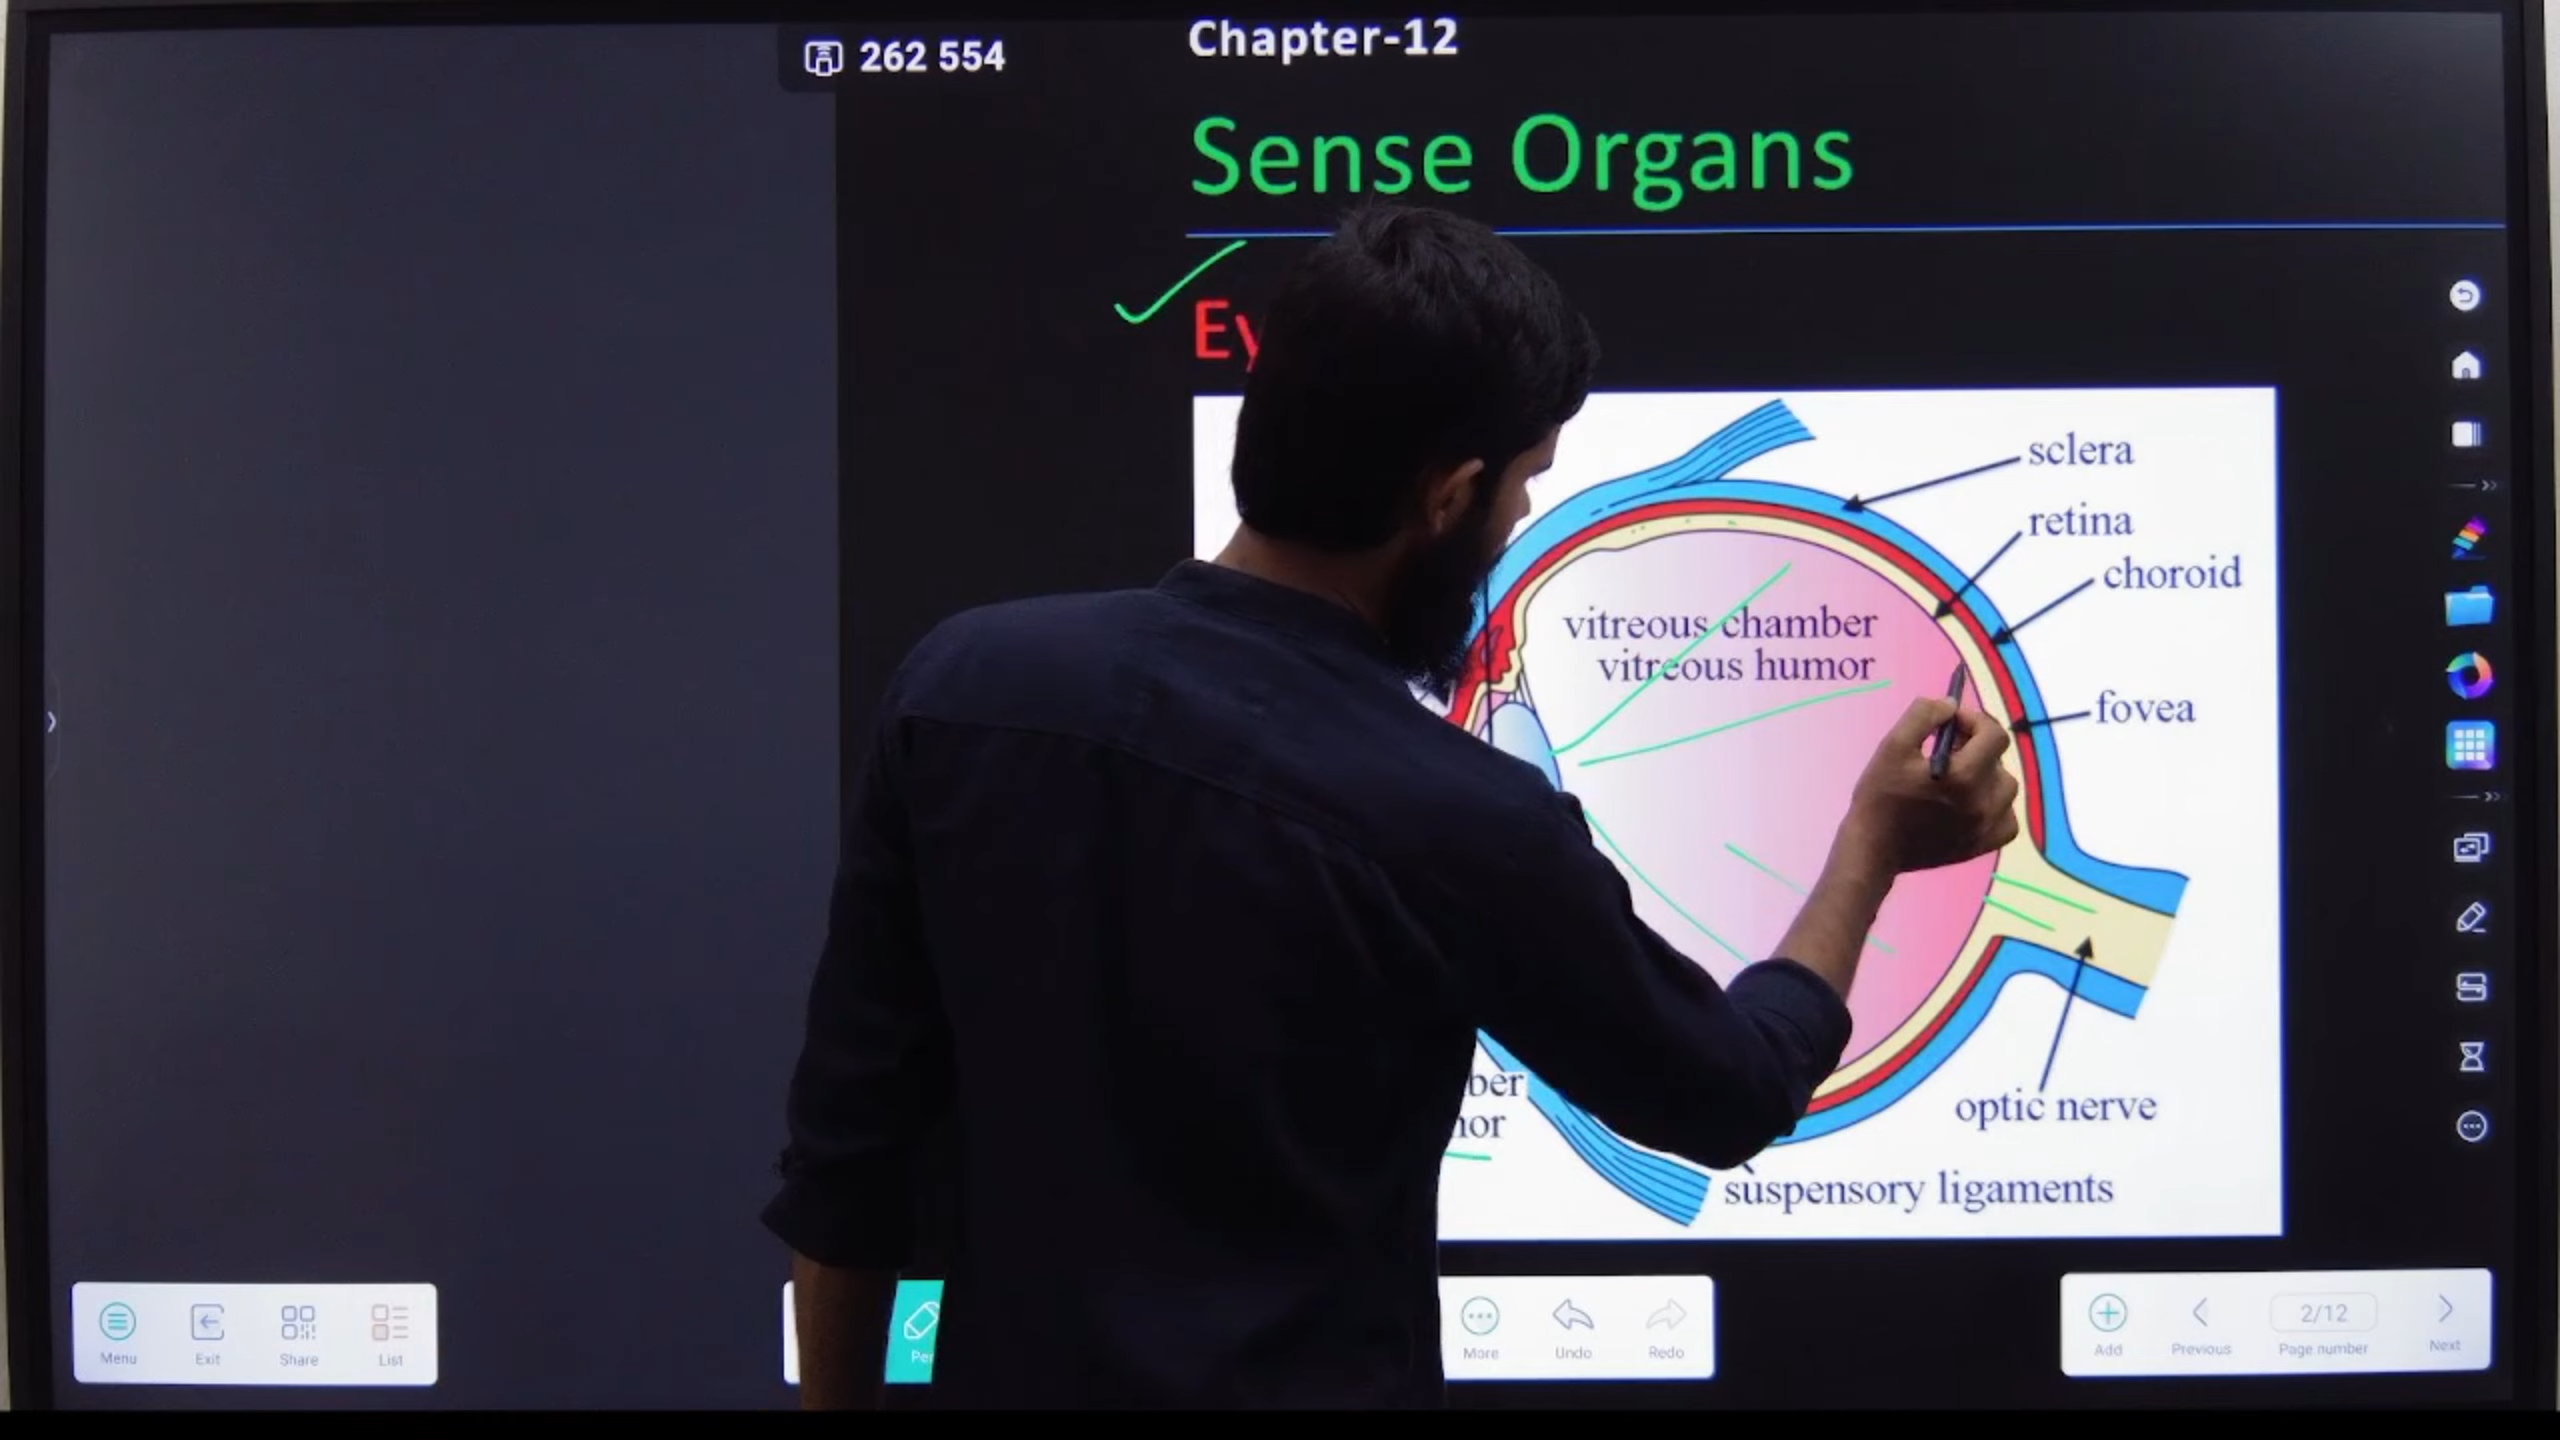 262 554
Chapter-12
Sense Organs
Ey
sclera
retina
choroid
vitreous chamber
vitreous humor
fovea
ber
nor
optic nerve
suspensory ligaments
Menu
Exit
Share
List
Pen
More
Undo
Redo
Add
Previous
2/12
Page number
Next